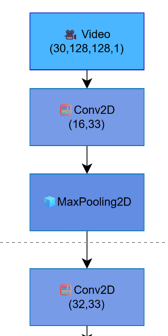 Video
(30,128,128,1)
Conv2D
(16,33)
MaxPooling2D
Conv2D
(32,33)